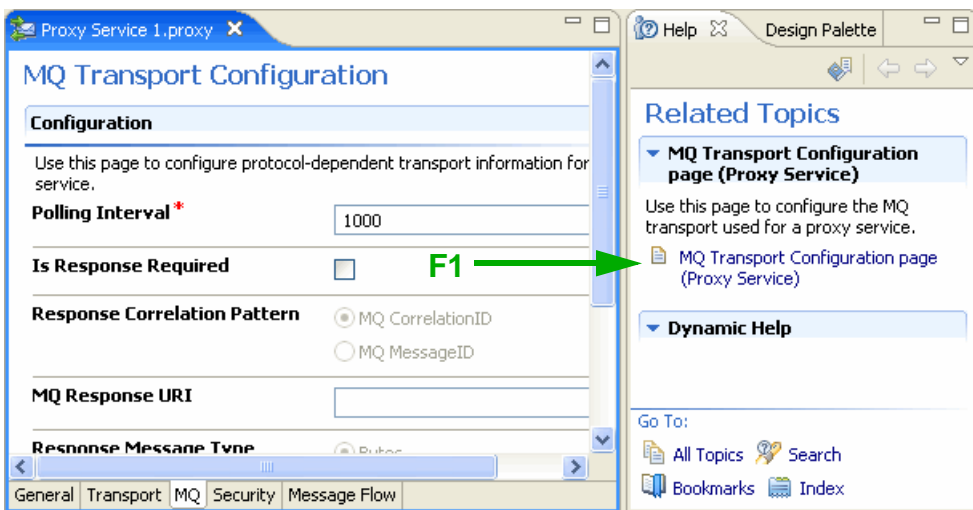 Proxy Service 1.proxy
MQ Transport Configuration
Configuration
Use this page to configure protocol-dependent transport information for
service.
Polling Interval *
1000
Is Response Required
F1
Response Correlation Pattern
MQ CorrelationID
MQ MessageID
MQ Response URI
Response Message Type
Bytes
General Transport MQ Security Message Flow
Help
Design Palette
Related Topics
MQ Transport Configuration
page (Proxy Service)
Use this page to configure the MQ
transport used for a proxy service.
MQ Transport Configuration page
(Proxy Service)
Dynamic Help
Go To:
All Topics Search
Bookmarks Index